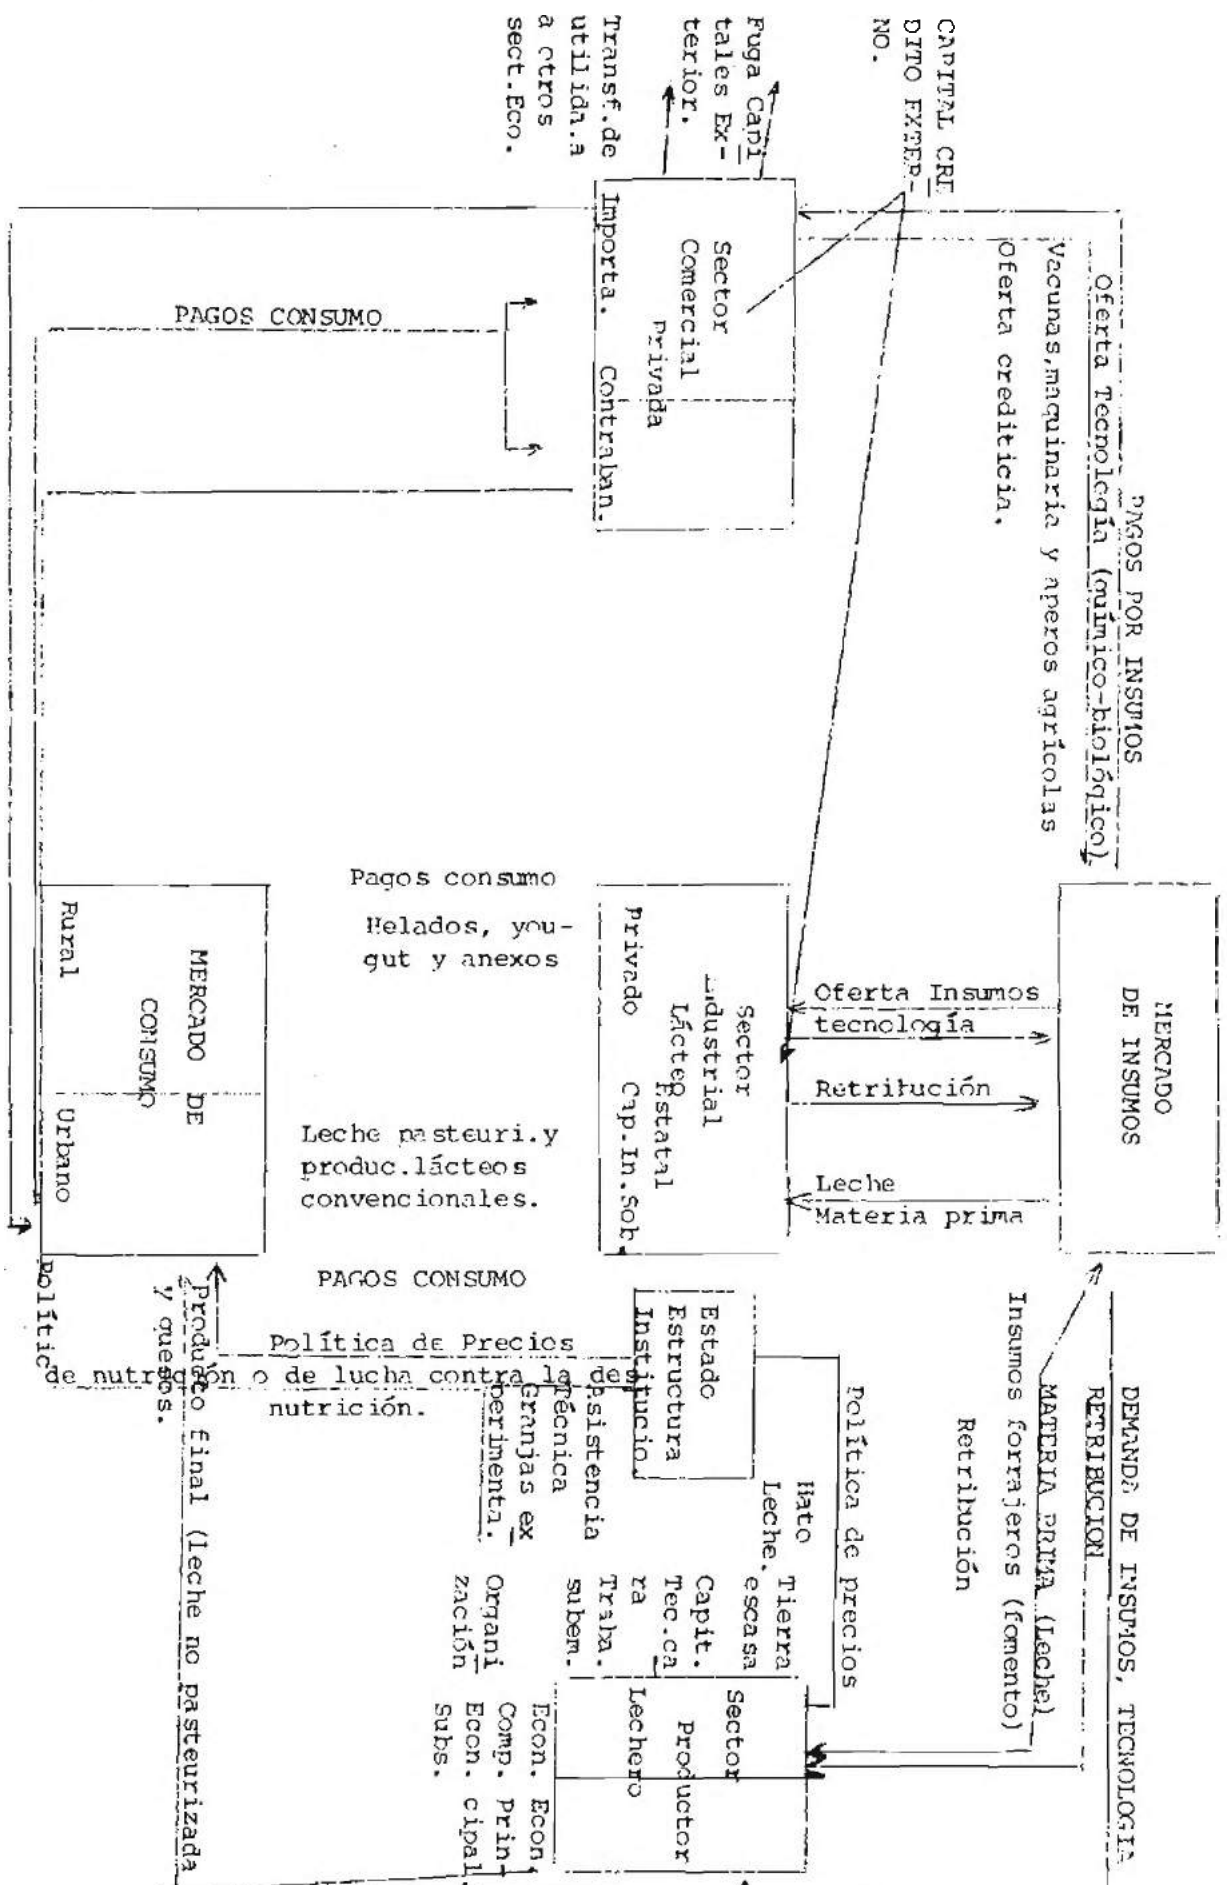 CAPITAL CRE
DITO EXTER-
NO.
Fuga Capi
tales Ex-
terior.
Transf.de
utilida.a
a otros
sect.Eco.
Sector
Comercial
Privada
Importa. Contraban.
PAGOS CONSUMO
PAGOS POR INSUMOS
Oferta Tecnología (químico-biológico)
Vacunas,maquinaria y aperos agrícolas
Oferta crediticia.
MERCADO
DE INSUMOS
Oferta Insumos
tecnología
Retribución
Leche
Materia prima
Sector
Industrial
Lácteo
Privado Estatal
Cap.In.Sob.
Pagos consumo
Helados, you-
gut y anexos
Leche pasteuri.y
produc.lácteos
convencionales.
PAGOS CONSUMO
MERCADO DE
CONSUMO
Rural Urbano
DEMANDA DE INSUMOS, TECNOLOGIA
RETRIBUCION
MATERIA PRIMA (Leche)
Insumos forrajeros (fomento)
Retribución
Política de precios
Estado
Estructura
Institucio.
Asistencia
Técnica
Granjas ex
perimenta.
Política de Precios
Polític
de nutrición o de lucha contra la des
nutrición.
Hato
Leche.
Tierra
escasa
Capit.
Tec.ca
ra
Traba.
subem.
Organi
zación
Sector
Productor
Lechero
Econ. Econ.
Comp. Prin-
Econ. cipal
Subs.
Producto final (leche no pasteurizada
y quesos.